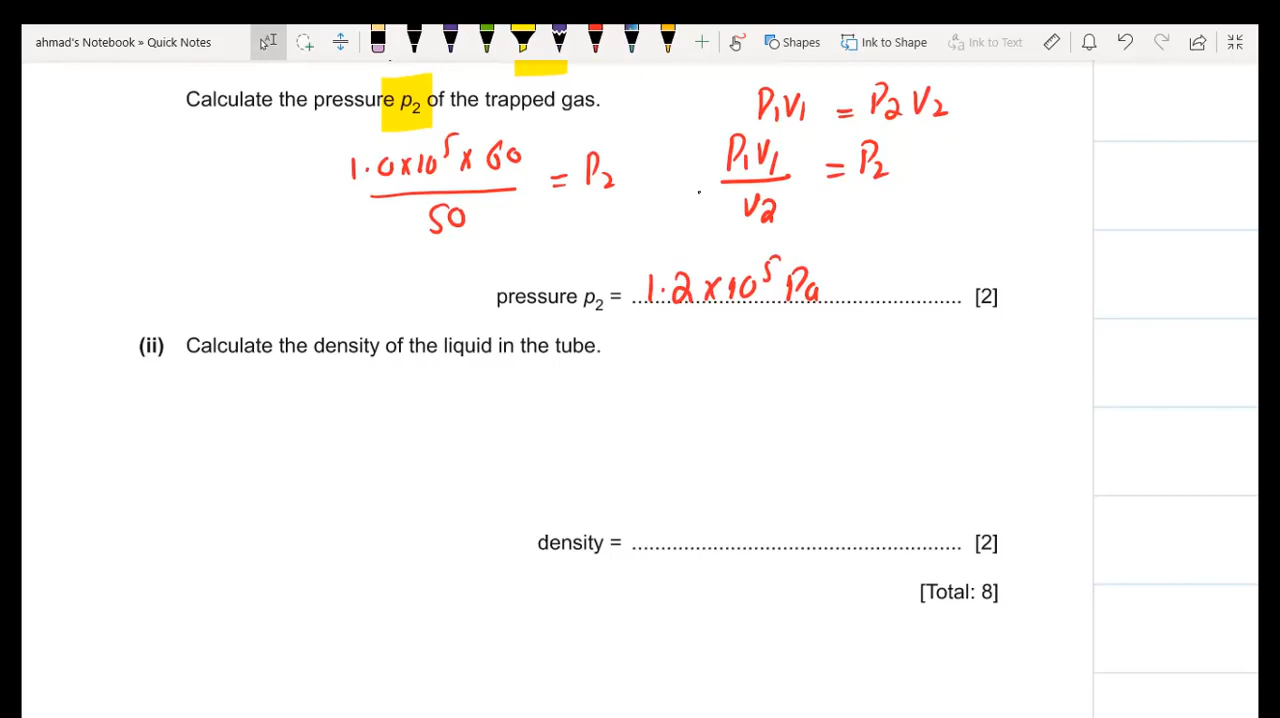 ahmad's Notebook » Quick Notes Shapes Ink to Shape Ink to Text
Calculate the pressure p2 of the trapped gas.
P1V1 = P2V2
1.0×10^5 × 60 / 50 = P2
P1V1 / V2 = P2
pressure p2 = 1.2×10^5 Pa [2]
(ii) Calculate the density of the liquid in the tube.
density = .......................................................... [2]
[Total: 8]